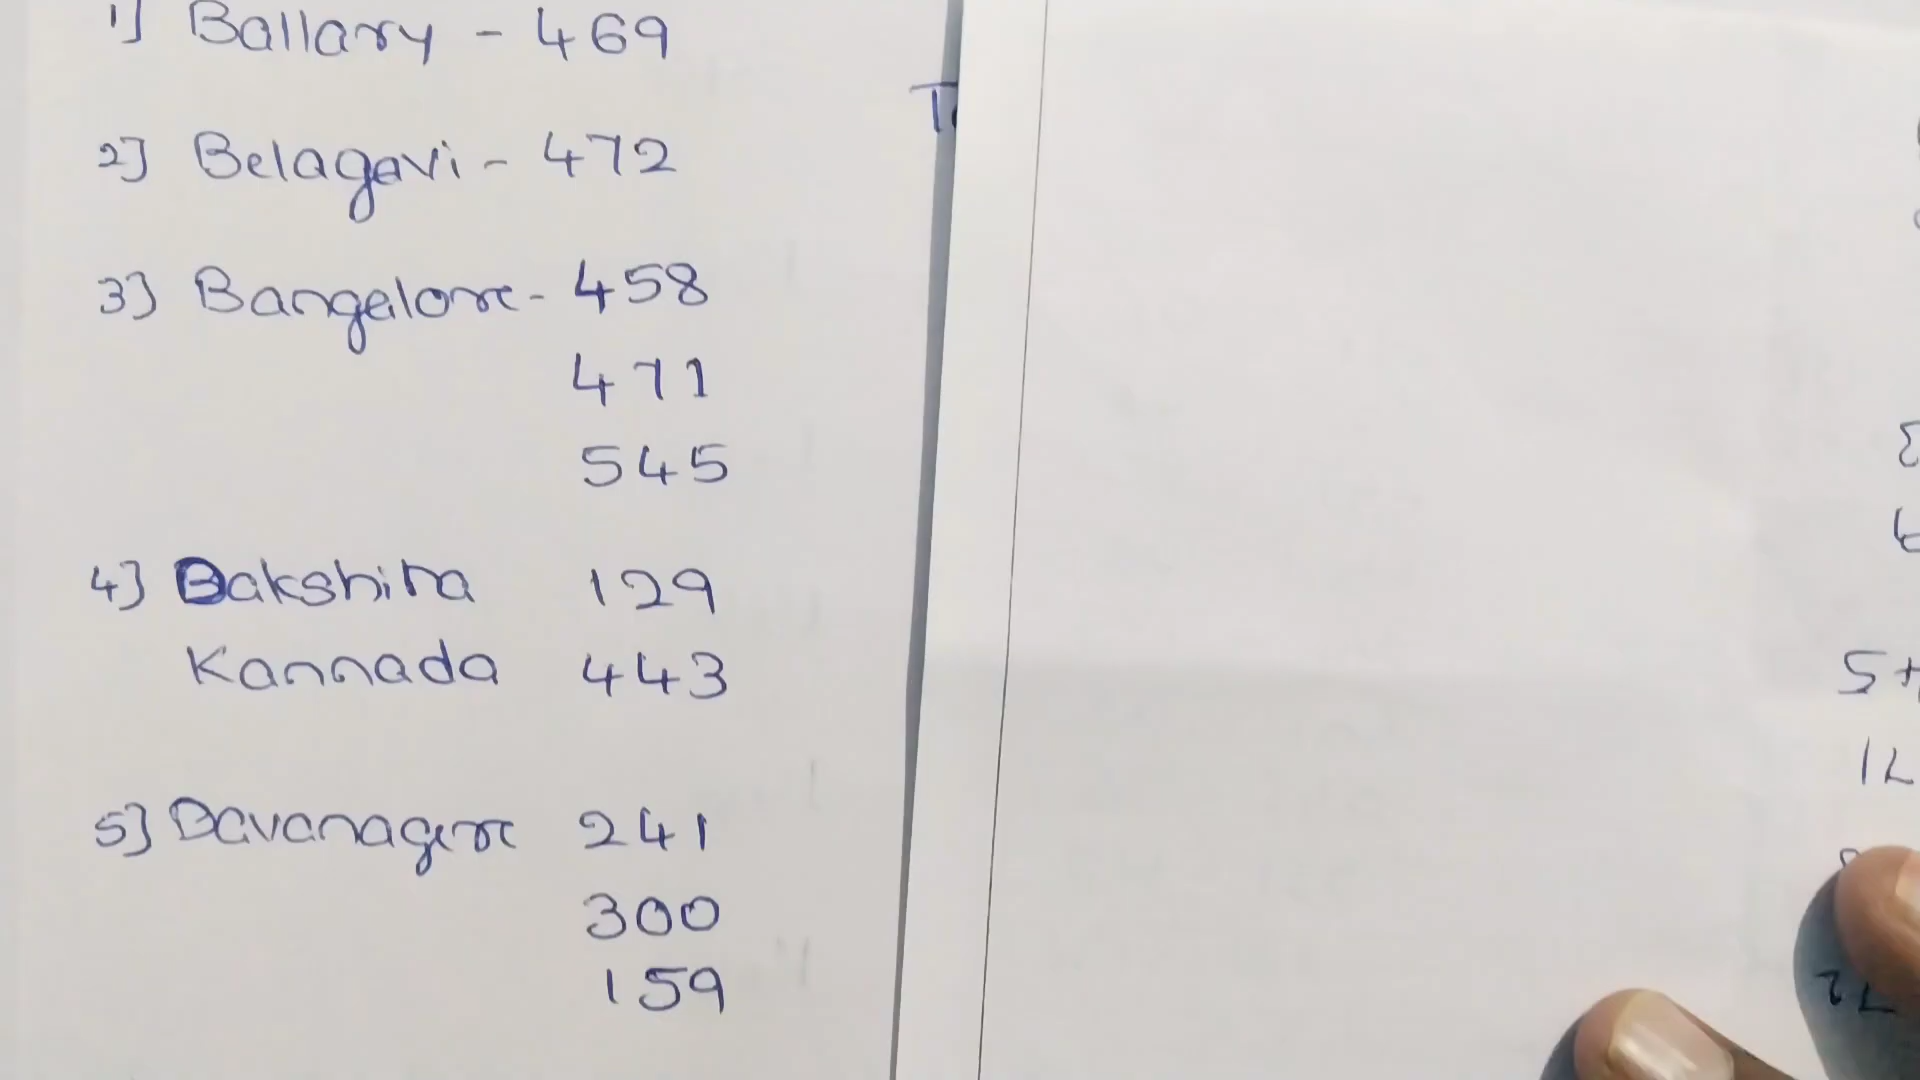 1] Ballary - 469
2] Belagavi - 472
3] Bangalore - 458
471
545
4] Dakshina 129
Kannada 443
5] Davanagere 241
300
159